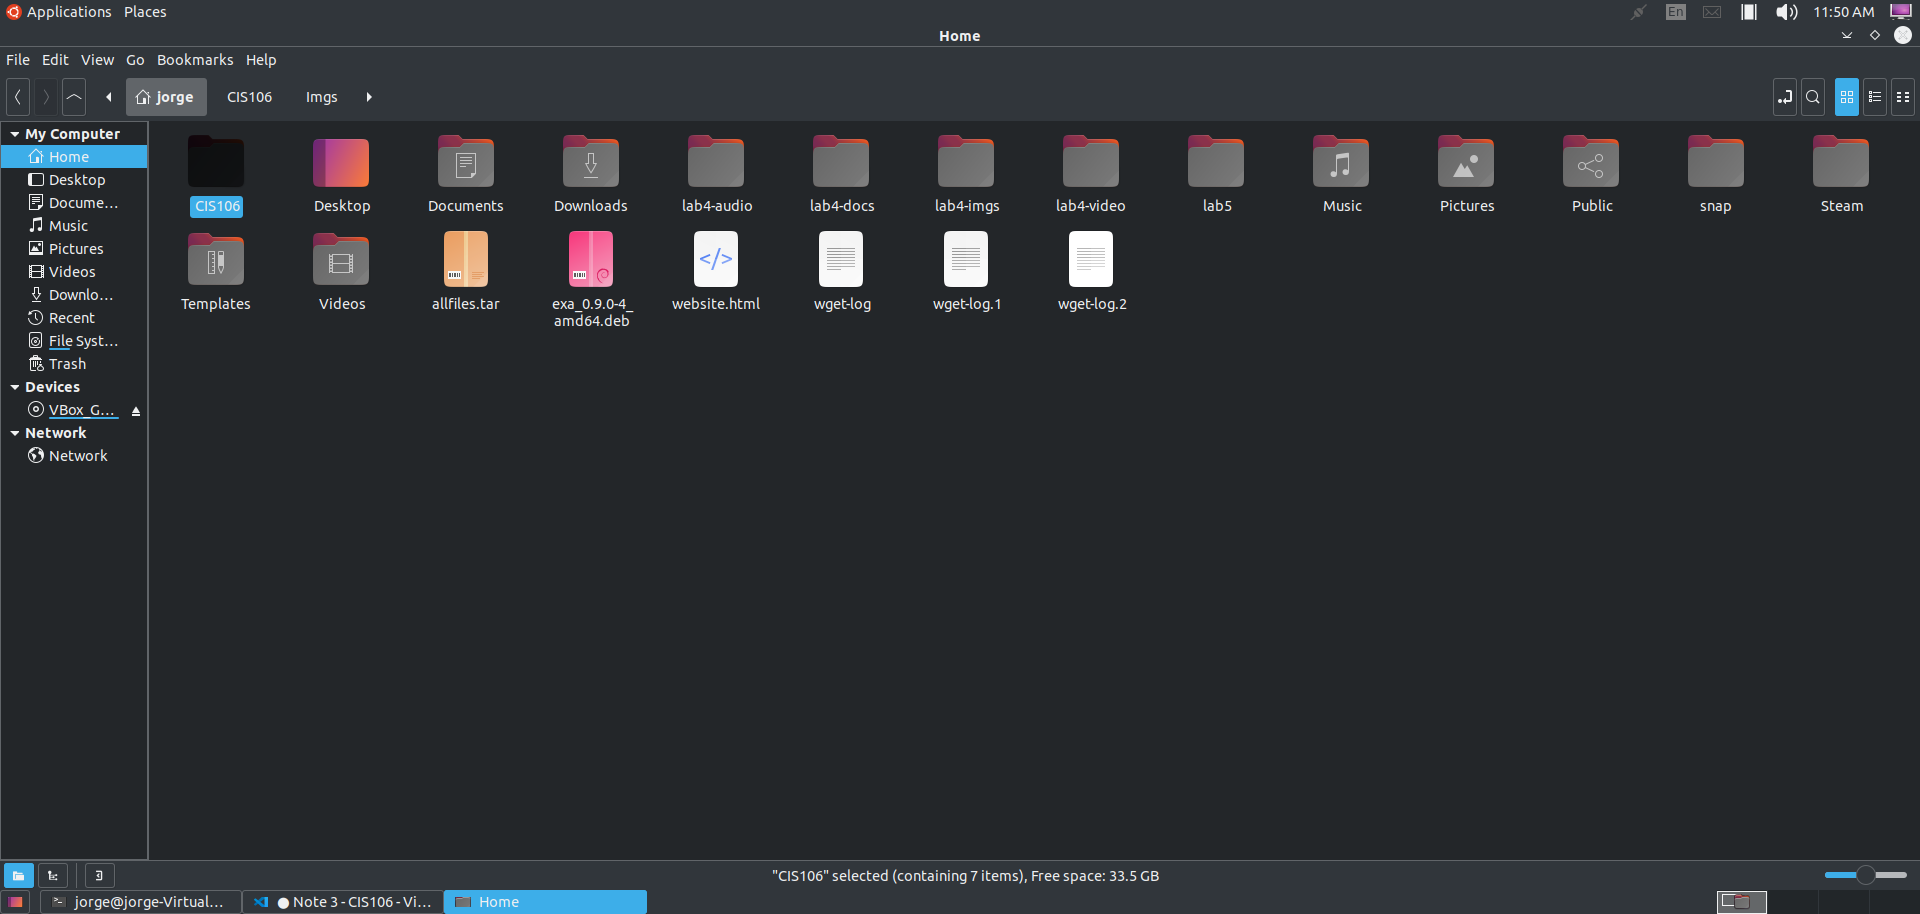 Applications Places
En
11:50 AM
Home
File Edit View Go Bookmarks Help
jorge CIS106 Imgs
My Computer
Home
Desktop
Docume...
Music
Pictures
Videos
Downlo...
Recent
File Syst...
Trash
Devices
VBox_G...
Network
Network
CIS106 Desktop Documents Downloads lab4-audio lab4-docs lab4-imgs lab4-video lab5 Music Pictures Public snap Steam
Templates Videos allfiles.tar exa_0.9.0-4_ website.html wget-log wget-log.1 wget-log.2
amd64.deb
"CIS106" selected (containing 7 items), Free space: 33.5 GB
jorge@jorge-Virtual... ● Note 3 - CIS106 - Vi... Home